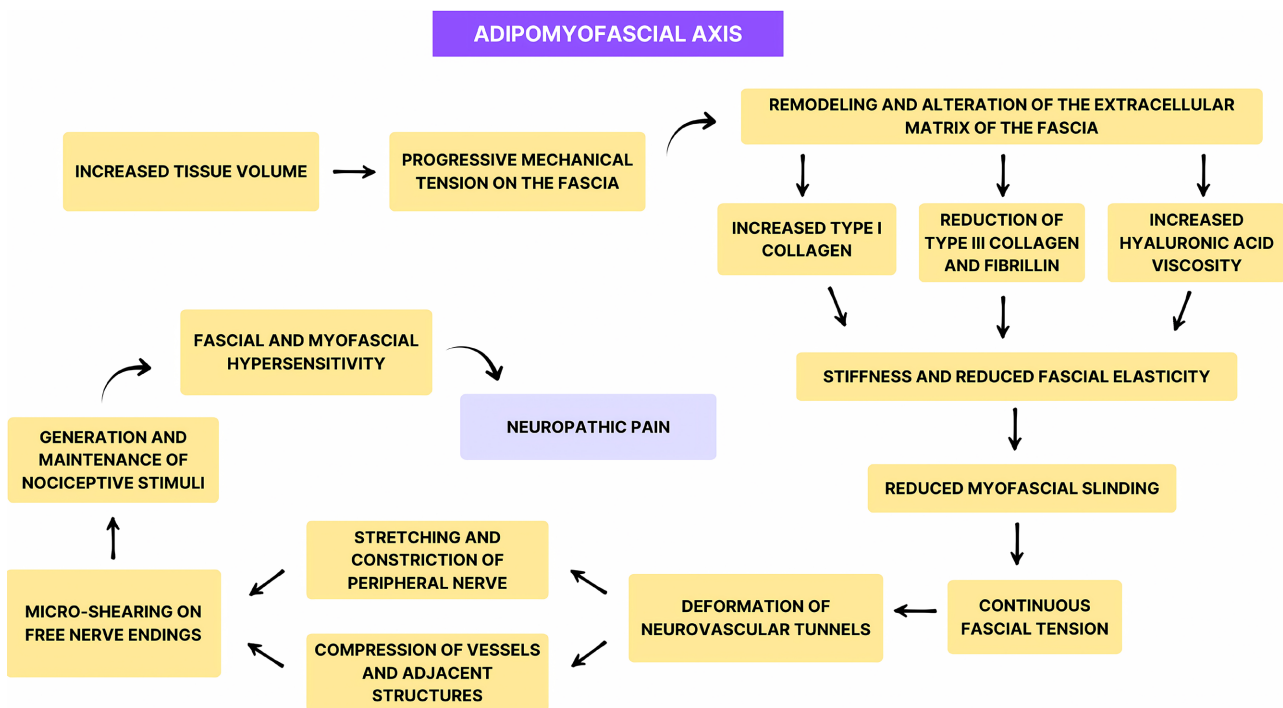 ADIPOMYOFASCIAL AXIS
INCREASED TISSUE VOLUME
PROGRESSIVE MECHANICAL
TENSION ON THE FASCIA
REMODELING AND ALTERATION OF THE EXTRACELLULAR
MATRIX OF THE FASCIA
INCREASED TYPE I
COLLAGEN
REDUCTION OF
TYPE III COLLAGEN
AND FIBRILLIN
INCREASED
HYALURONIC ACID
VISCOSITY
STIFFNESS AND REDUCED FASCIAL ELASTICITY
REDUCED MYOFASCIAL SLINDING
CONTINUOUS
FASCIAL TENSION
DEFORMATION OF
NEUROVASCULAR TUNNELS
STRETCHING AND
CONSTRICTION OF
PERIPHERAL NERVE
COMPRESSION OF VESSELS
AND ADJACENT
STRUCTURES
MICRO-SHEARING ON
FREE NERVE ENDINGS
GENERATION AND
MAINTENANCE OF
NOCICEPTIVE STIMULI
FASCIAL AND MYOFASCIAL
HYPERSENSITIVITY
NEUROPATHIC PAIN